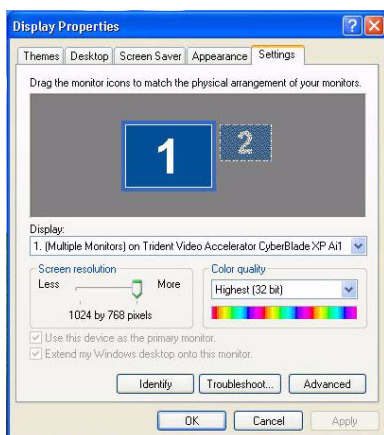 Display Properties
Themes Desktop Screen Saver Appearance Settings
Drag the monitor icons to match the physical arrangement of your monitors.
1 2
Display:
1. (Multiple Monitors) on Trident Video Accelerator CyberBlade XP Ai1
Screen resolution Color quality
Less More Highest (32 bit)
1024 by 768 pixels
Use this device as the primary monitor.
Extend my Windows desktop onto this monitor.
Identify Troubleshoot... Advanced
OK Cancel Apply